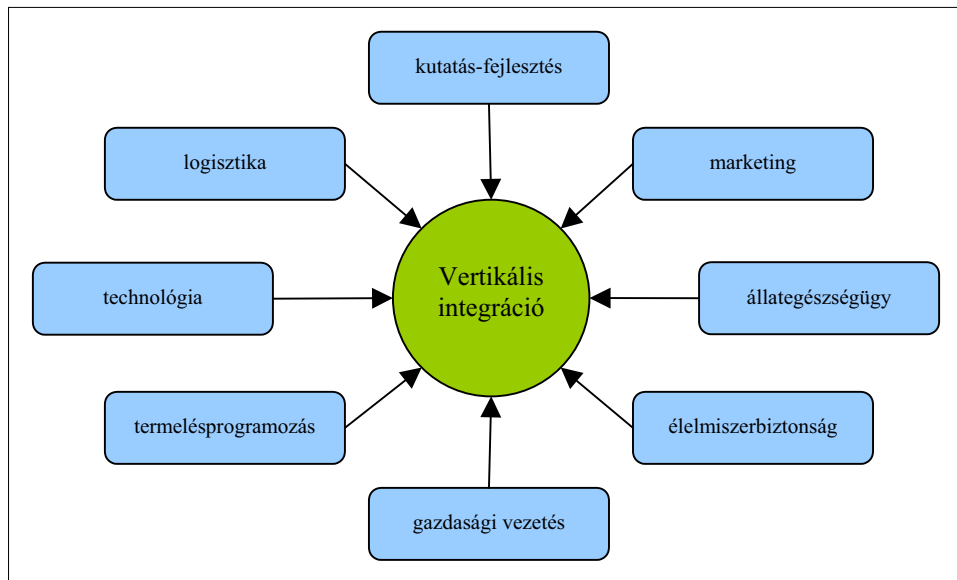 kutatás-fejlesztés
logisztika
marketing
Vertikális
integráció
technológia
állategészségügy
termelésprogramozás
élelmiszerbiztonság
gazdasági vezetés